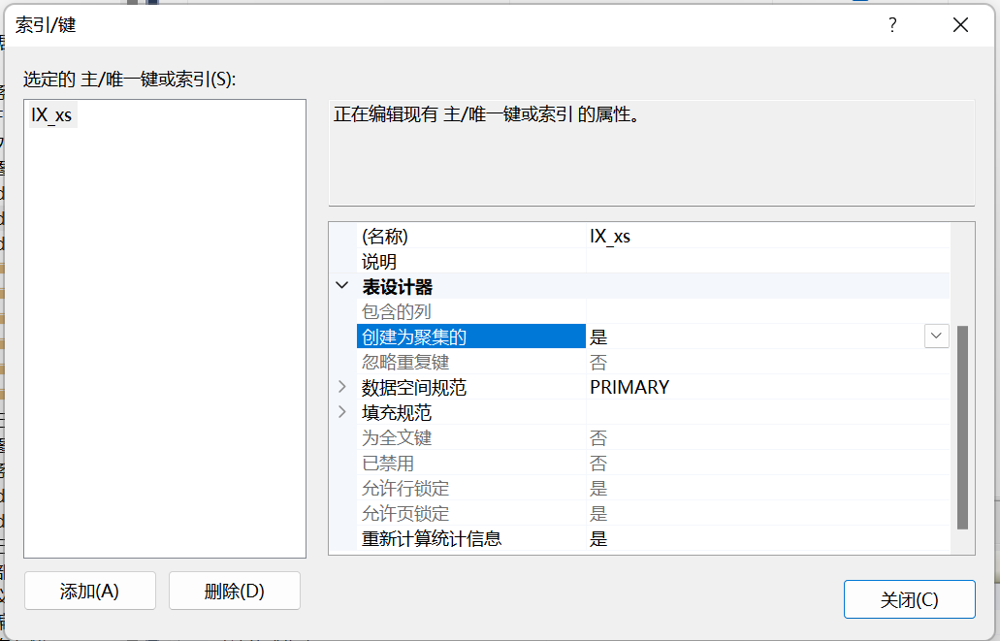 索引/键
?
选定的 主/唯一键或索引(S):
IX_xs
正在编辑现有 主/唯一键或索引 的属性。
(名称) IX_xs
说明
表设计器
包含的列
创建为聚集的 是
忽略重复键 否
数据空间规范 PRIMARY
填充规范
为全文键 否
已禁用 否
允许行锁定 是
允许页锁定 是
重新计算统计信息 是
添加(A) 删除(D)
关闭(C)